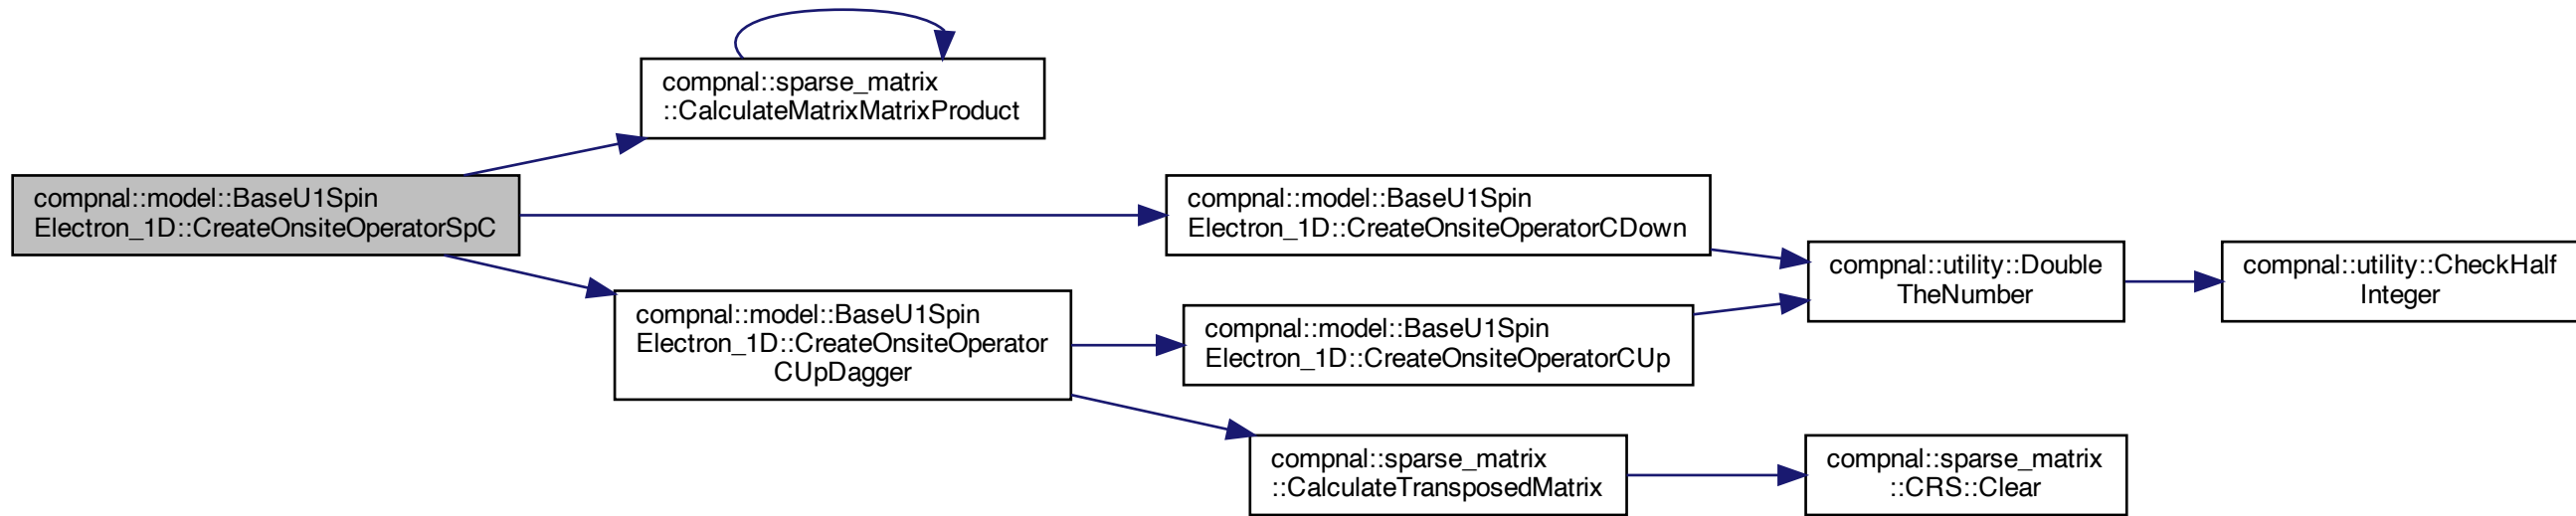 compnal::sparse_matrix
::CalculateMatrixMatrixProduct
compnal::model::BaseU1Spin
Electron_1D::CreateOnsiteOperatorSpC
compnal::model::BaseU1Spin
Electron_1D::CreateOnsiteOperatorCDown
compnal::utility::Double
TheNumber
compnal::utility::CheckHalf
Integer
compnal::model::BaseU1Spin
Electron_1D::CreateOnsiteOperator
CUpDagger
compnal::model::BaseU1Spin
Electron_1D::CreateOnsiteOperatorCUp
compnal::sparse_matrix
::CalculateTransposedMatrix
compnal::sparse_matrix
::CRS::Clear